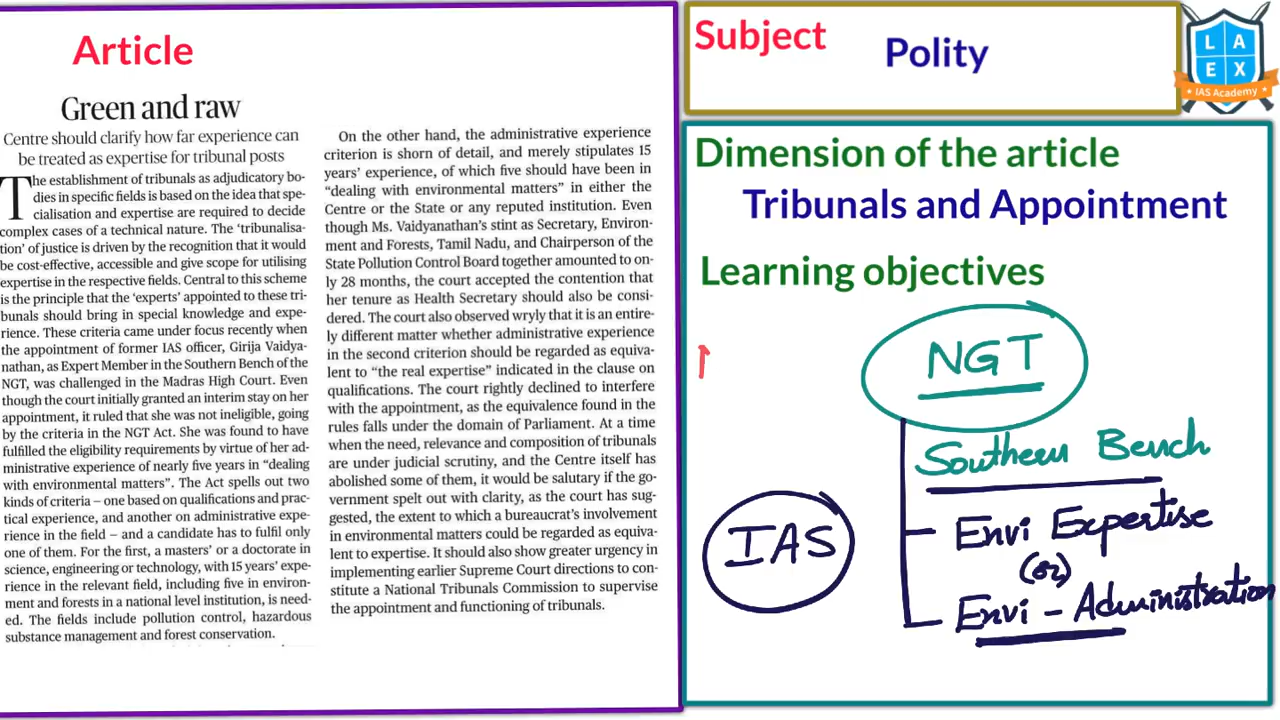 Article
Green and raw
Centre should clarify how far experience can
be treated as expertise for tribunal posts
The establishment of tribunals as adjudicatory bo-
dies in specific fields is based on the idea that spe-
cialisation and expertise are required to decide
complex cases of a technical nature. The ‘tribunalisa-
tion’ of justice is driven by the recognition that it would
be cost-effective, accessible and give scope for utilising
expertise in the respective fields. Central to this scheme
is the principle that the ‘experts’ appointed to these tri-
bunals should bring in special knowledge and expe-
rience. These criteria came under focus recently when
the appointment of former IAS officer, Girija Vaidya-
nathan, as Expert Member in the Southern Bench of the
NGT, was challenged in the Madras High Court. Even
though the court initially granted an interim stay on her
appointment, it ruled that she was not ineligible, going
by the criteria in the NGT Act. She was found to have
fulfilled the eligibility requirements by virtue of her ad-
ministrative experience of nearly five years in “dealing
with environmental matters”. The Act spells out two
kinds of criteria – one based on qualifications and prac-
tical experience, and another on administrative expe-
rience in the field – and a candidate has to fulfil only
one of them. For the first, a masters’ or a doctorate in
science, engineering or technology, with 15 years’ expe-
rience in the relevant field, including five in environ-
ment and forests in a national level institution, is need-
ed. The fields include pollution control, hazardous
substance management and forest conservation.
On the other hand, the administrative experience
criterion is shorn of detail, and merely stipulates 15
years’ experience, of which five should have been in
“dealing with environmental matters” in either the
Centre or the State or any reputed institution. Even
though Ms. Vaidyanathan’s stint as Secretary, Environ-
ment and Forests, Tamil Nadu, and Chairperson of the
State Pollution Control Board together amounted to on-
ly 28 months, the court accepted the contention that
her tenure as Health Secretary should also be consi-
dered. The court also observed wryly that it is an entire-
ly different matter whether administrative experience
in the second criterion should be regarded as equiva-
lent to “the real expertise” indicated in the clause on
qualifications. The court rightly declined to interfere
with the appointment, as the equivalence found in the
rules falls under the domain of Parliament. At a time
when the need, relevance and composition of tribunals
are under judicial scrutiny, and the Centre itself has
abolished some of them, it would be salutary if the go-
vernment spelt out with clarity, as the court has sug-
gested, the extent to which a bureaucrat’s involvement
in environmental matters could be regarded as equiva-
lent to expertise. It should also show greater urgency in
implementing earlier Supreme Court directions to con-
stitute a National Tribunals Commission to supervise
the appointment and functioning of tribunals.
Subject
Polity
L A
E X
IAS Academy
Dimension of the article
Tribunals and Appointment
Learning objectives
NGT
Southern Bench
IAS
Envi Expertise
(or)
Envi - Administration